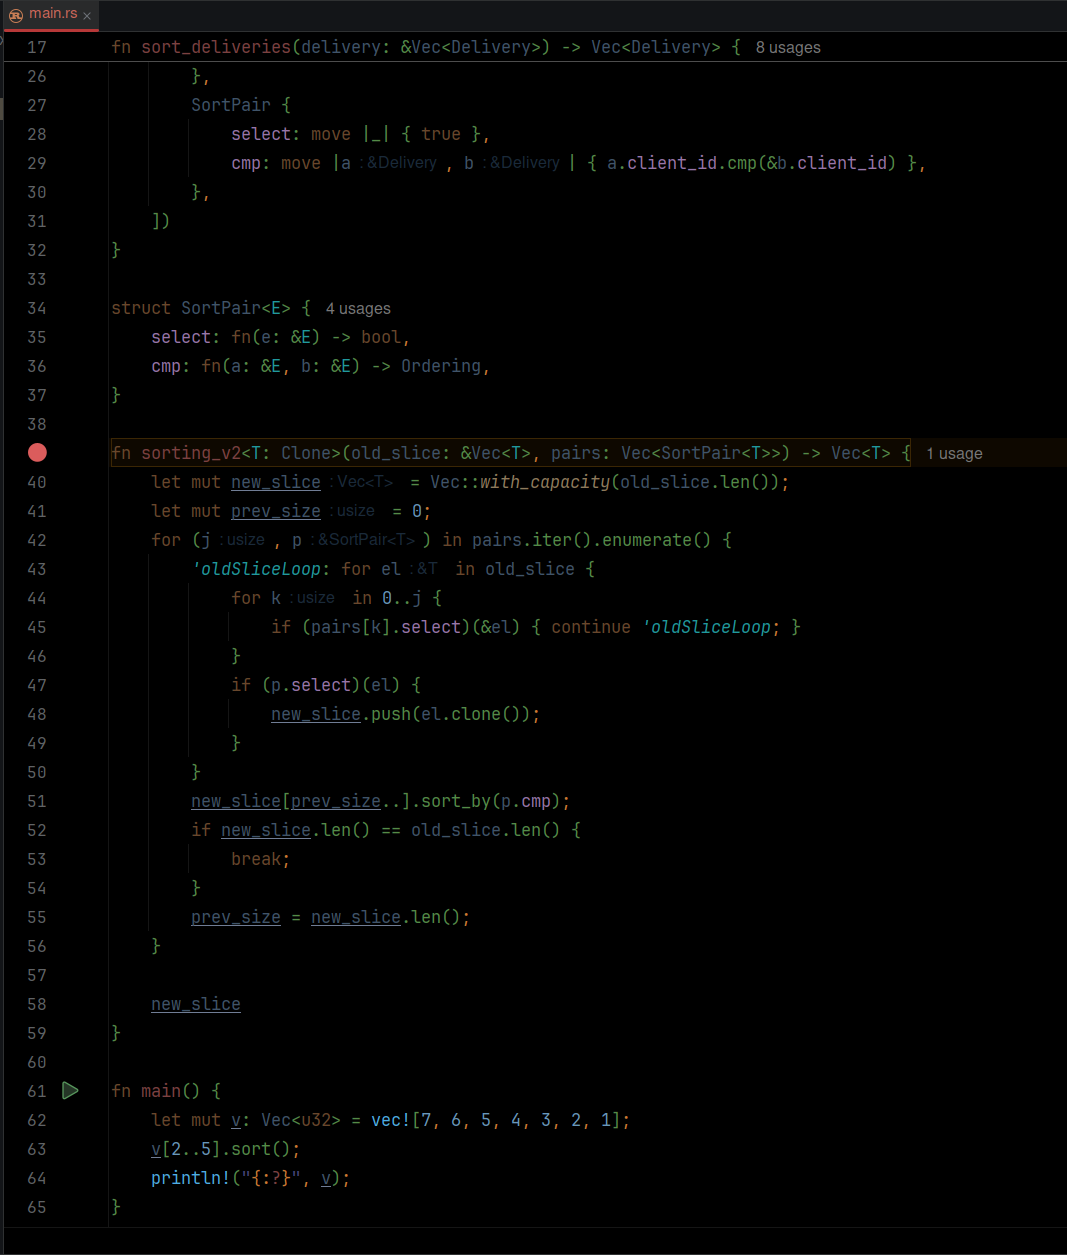 main.rs ×
17 fn sort_deliveries(delivery: &Vec<Delivery>) -> Vec<Delivery> { 8 usages
26 },
27 SortPair {
28 select: move |_| { true },
29 cmp: move |a : &Delivery , b : &Delivery | { a.client_id.cmp(&b.client_id) },
30 },
31 ])
32 }
33
34 struct SortPair<E> { 4 usages
35 select: fn(e: &E) -> bool,
36 cmp: fn(a: &E, b: &E) -> Ordering,
37 }
38
fn sorting_v2<T: Clone>(old_slice: &Vec<T>, pairs: Vec<SortPair<T>>) -> Vec<T> { 1 usage
40 let mut new_slice : Vec<T> = Vec::with_capacity(old_slice.len());
41 let mut prev_size : usize = 0;
42 for (j : usize , p : &SortPair<T> ) in pairs.iter().enumerate() {
43 'oldSliceLoop: for el : &T in old_slice {
44 for k : usize in 0..j {
45 if (pairs[k].select)(&el) { continue 'oldSliceLoop; }
46 }
47 if (p.select)(el) {
48 new_slice.push(el.clone());
49 }
50 }
51 new_slice[prev_size..].sort_by(p.cmp);
52 if new_slice.len() == old_slice.len() {
53 break;
54 }
55 prev_size = new_slice.len();
56 }
57
58 new_slice
59 }
60
61 fn main() {
62 let mut v: Vec<u32> = vec![7, 6, 5, 4, 3, 2, 1];
63 v[2..5].sort();
64 println!("{:?}", v);
65 }